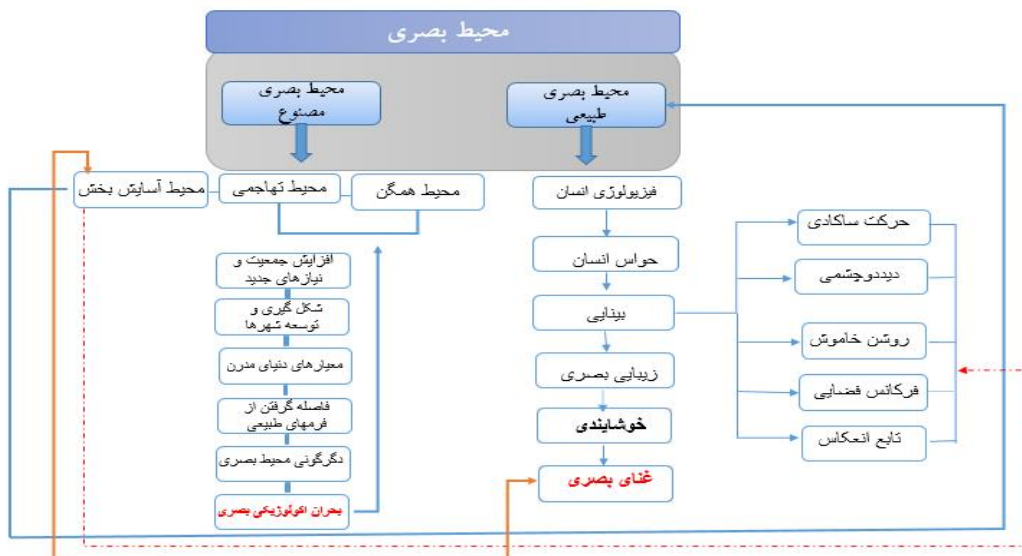 محیط بصری
محیط بصری
طبیعی
محیط بصری
مصنوع
فیزیولوژی انسان
محیط همگن
محیط تهاجمی
محیط آسایش بخش
حواس انسان
بینایی
زیبایی بصری
خوشایندی
غنای بصری
حرکت ساکادی
دیددوچشمی
روشن خاموش
فرکانس فضایی
تابع انعکاس
افزایش جمعیت و
نیازهای جدید
شکل گیری و
توسعه شهرها
معیارهای دنیای مدرن
فاصله گرفتن از
فرمهای طبیعی
دگرگونی محیط بصری
بحران اکولوژیکی بصری